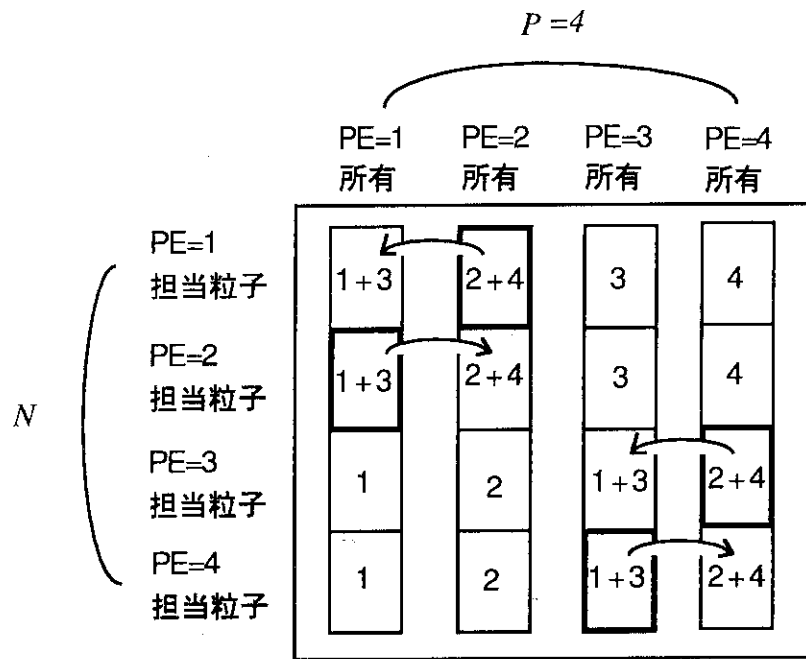 P=4
PE=1 PE=2 PE=3 PE=4
所有 所有 所有 所有
PE=1
担当粒子
1+3 2+4 3 4
PE=2
担当粒子
1+3 2+4 3 4
N
PE=3
担当粒子
1 2 1+3 2+4
PE=4
担当粒子
1 2 1+3 2+4